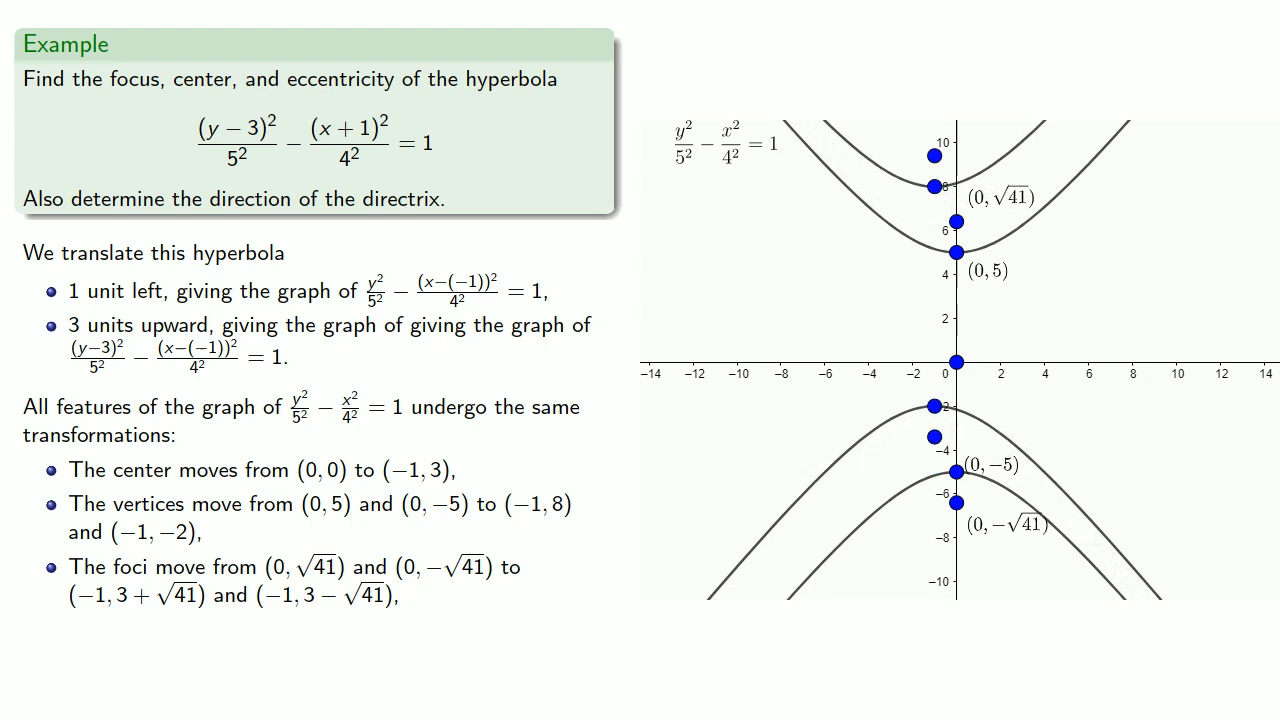 Example
Find the focus, center, and eccentricity of the hyperbola
(y − 3)²/5² − (x + 1)²/4² = 1
Also determine the direction of the directrix.
We translate this hyperbola
1 unit left, giving the graph of y²/5² − (x−(−1))²/4² = 1,
3 units upward, giving the graph of giving the graph of
(y−3)²/5² − (x−(−1))²/4² = 1.
All features of the graph of y²/5² − x²/4² = 1 undergo the same
transformations:
The center moves from (0, 0) to (−1, 3),
The vertices move from (0, 5) and (0, −5) to (−1, 8)
and (−1, −2),
The foci move from (0, √41) and (0, −√41) to
(−1, 3 + √41) and (−1, 3 − √41),
y²/5² − x²/4² = 1
10
8
(0, √41)
6
(0, 5)
4
2
−14 −12 −10 −8 −6 −4 −2 0 2 4 6 8 10 12 14
−2
−4
(0, −5)
−6
(0, −√41)
−8
−10